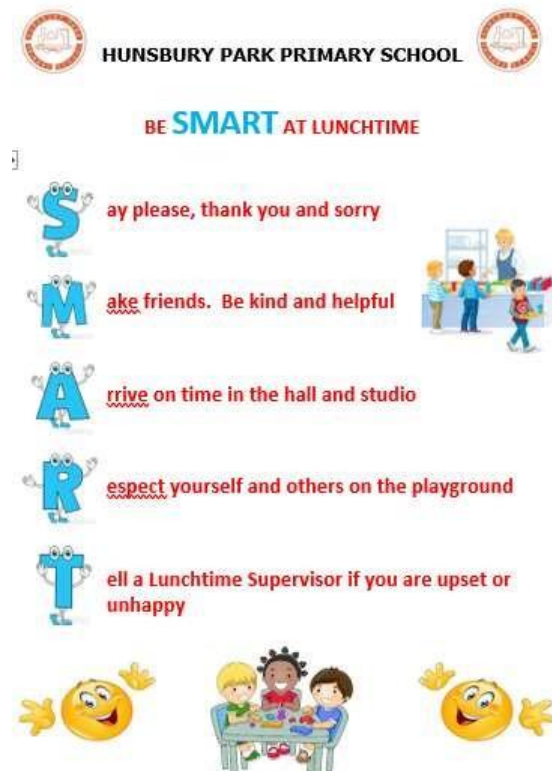 HUNSBURY PARK PRIMARY SCHOOL
BE SMART AT LUNCHTIME
Say please, thank you and sorry
Make friends. Be kind and helpful
Arrive on time in the hall and studio
Respect yourself and others on the playground
Tell a Lunchtime Supervisor if you are upset or
unhappy